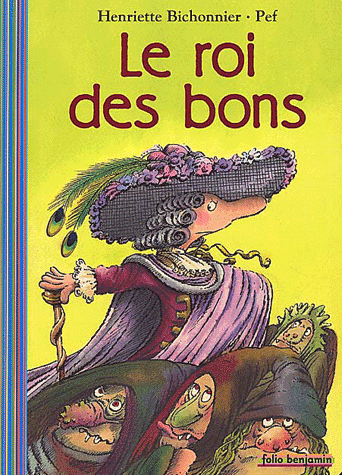 Henriette Bichonnier · Pef
Le roi
des bons
folio benjamin